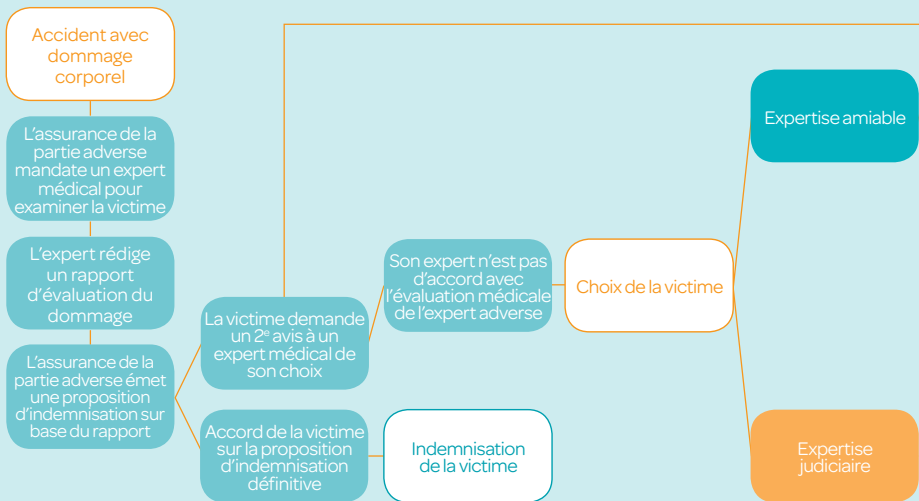 Accident avec
dommage
corporel
L'assurance de la
partie adverse
mandate un expert
médical pour
examiner la victime
L'expert rédige
un rapport
d'évaluation du
dommage
L'assurance de la
partie adverse émet
une proposition
d'indemnisation sur
base du rapport
La victime demande
un 2e avis à un
expert médical de
son choix
Accord de la victime
sur la proposition
d'indemnisation
définitive
Son expert n'est pas
d'accord avec
l'évaluation médicale
de l'expert adverse
Indemnisation
de la victime
Choix de la victime
Expertise amiable
Expertise
judiciaire